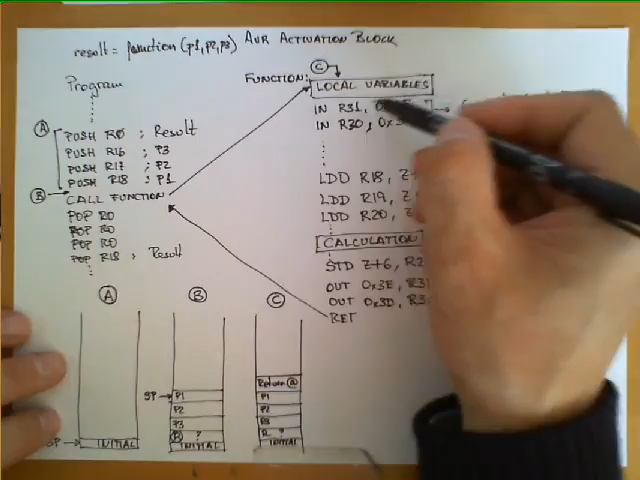 result = function (p1, p2, p3) AVR ACTIVATION BLOCK
Program
A
PUSH R0 ; Result
PUSH R16 ; P3
PUSH R17 ; P2
PUSH R18 ; P1
B
CALL FUNCTION
POP R0
POP R0
POP R0
POP R18 ; Result
FUNCTION:
C
LOCAL VARIABLES
IN R31,
IN R30, 0x3
LDD R18, Z+
LDD R19, Z
LDD R20, Z
CALCULATION
STD Z+6, R2
OUT 0x3E, R3
OUT 0x3D, R3
RET
A
SP
INITIAL
B
SP
P1
P2
P3
R ?
INITIAL
C
Return @
P1
P2
P3
R ?
INITIAL